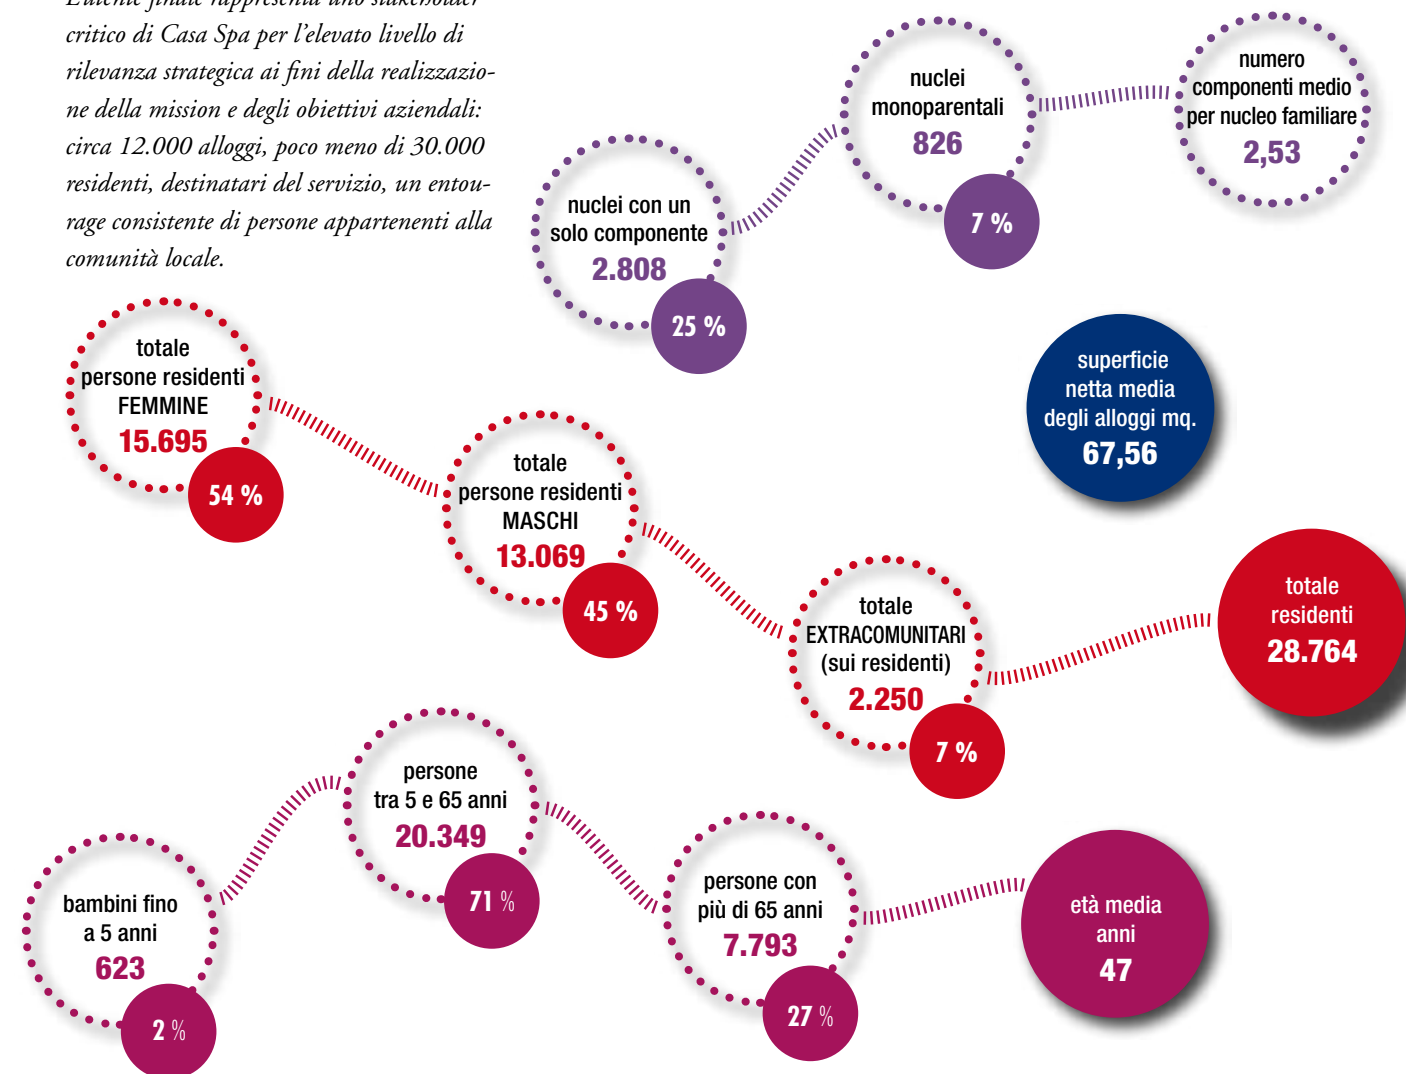 L'utente finale rappresenta uno stakeholder
critico di Casa Spa per l'elevato livello di
rilevanza strategica ai fini della realizzazio-
ne della mission e degli obiettivi aziendali:
circa 12.000 alloggi, poco meno di 30.000
residenti, destinatari del servizio, un entou-
rage consistente di persone appartenenti alla
comunità locale.
nuclei con un
solo componente
2.808
25 %
nuclei
monoparentali
826
7 %
numero
componenti medio
per nucleo familiare
2,53
superficie
netta media
degli alloggi mq.
67,56
totale
persone residenti
FEMMINE
15.695
54 %
totale
persone residenti
MASCHI
13.069
45 %
totale
EXTRACOMUNITARI
(sui residenti)
2.250
7 %
totale
residenti
28.764
bambini fino
a 5 anni
623
2 %
persone
tra 5 e 65 anni
20.349
71 %
persone con
più di 65 anni
7.793
27 %
età media
anni
47